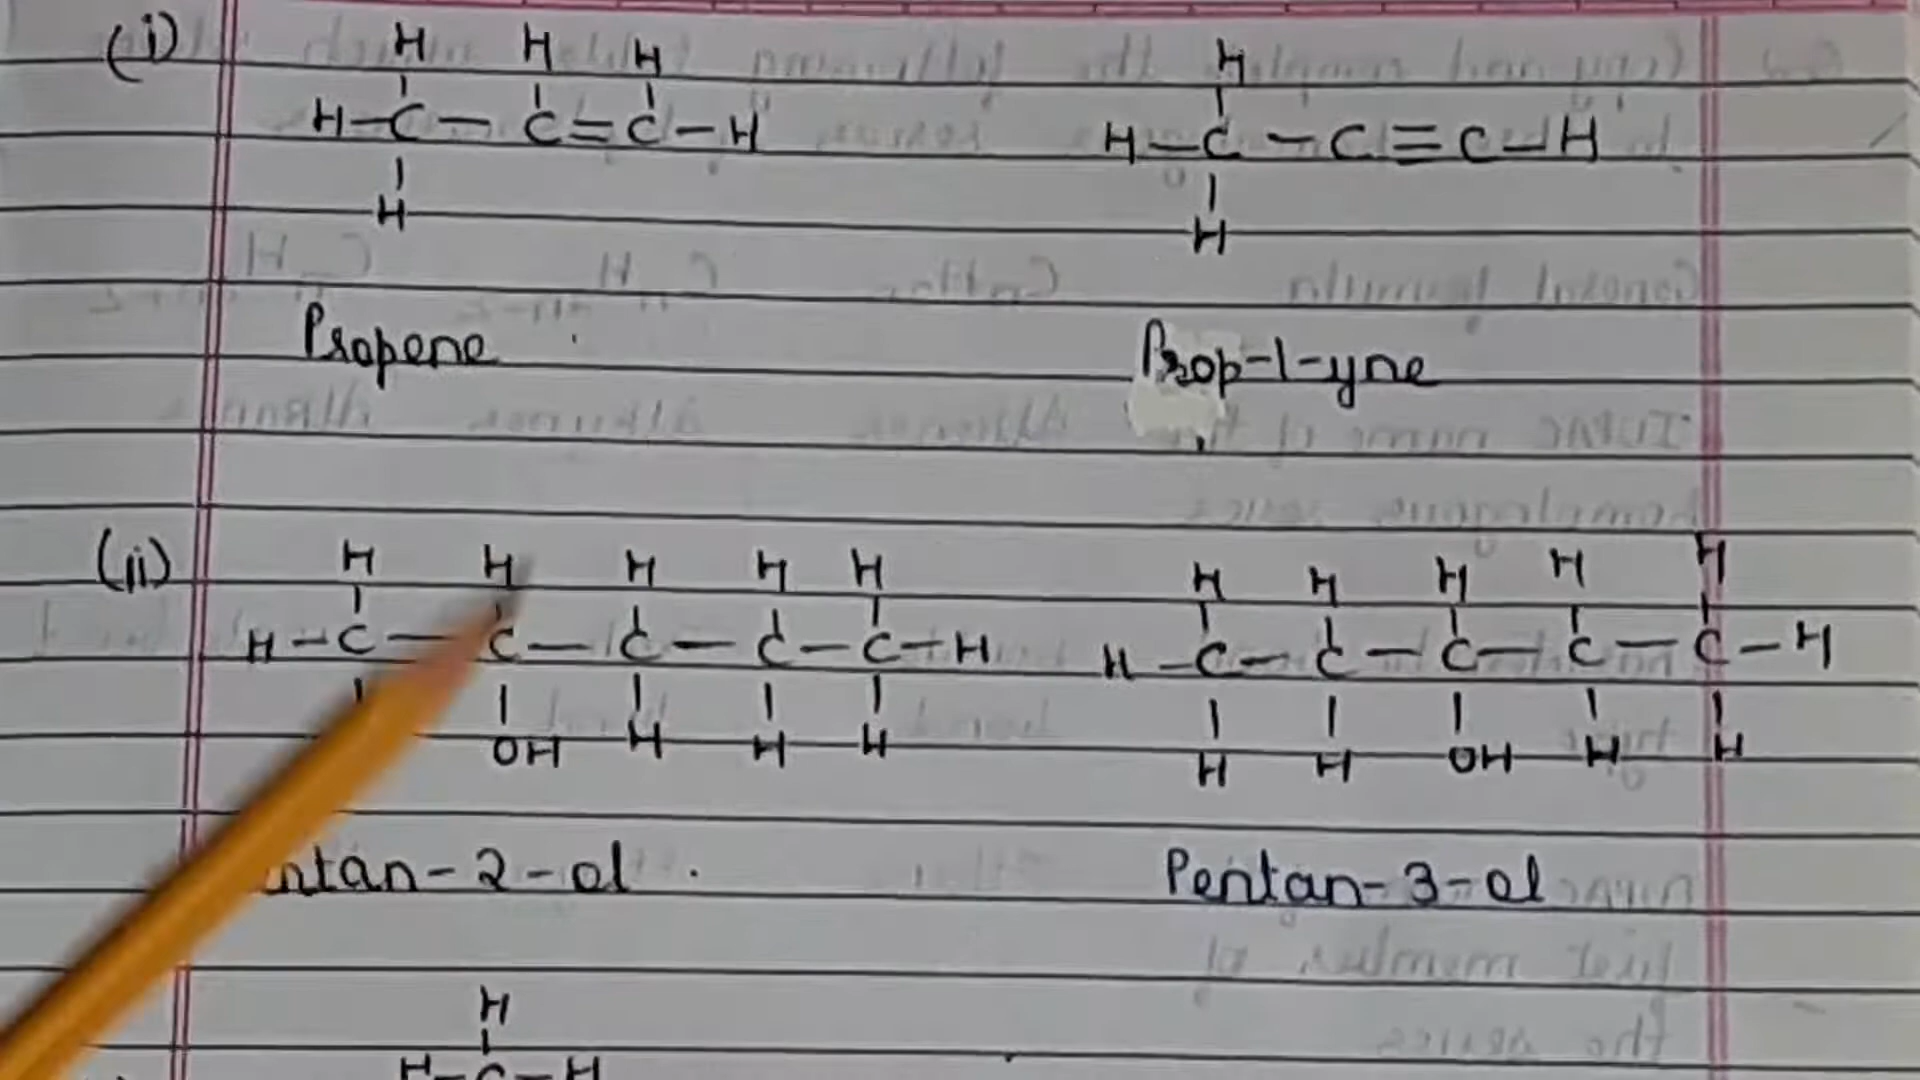 (i)
H H H
H-C-C=C-H
H
Propene
H
H-C-C≡C-H
H
Prop-1-yne
(ii)
H H H H H
H-C-C-C-C-C-H
OH H H H
ntan-2-ol
H H H H H
H-C-C-C-C-C-H
H H OH H H
Pentan-3-ol
H
H-C-H